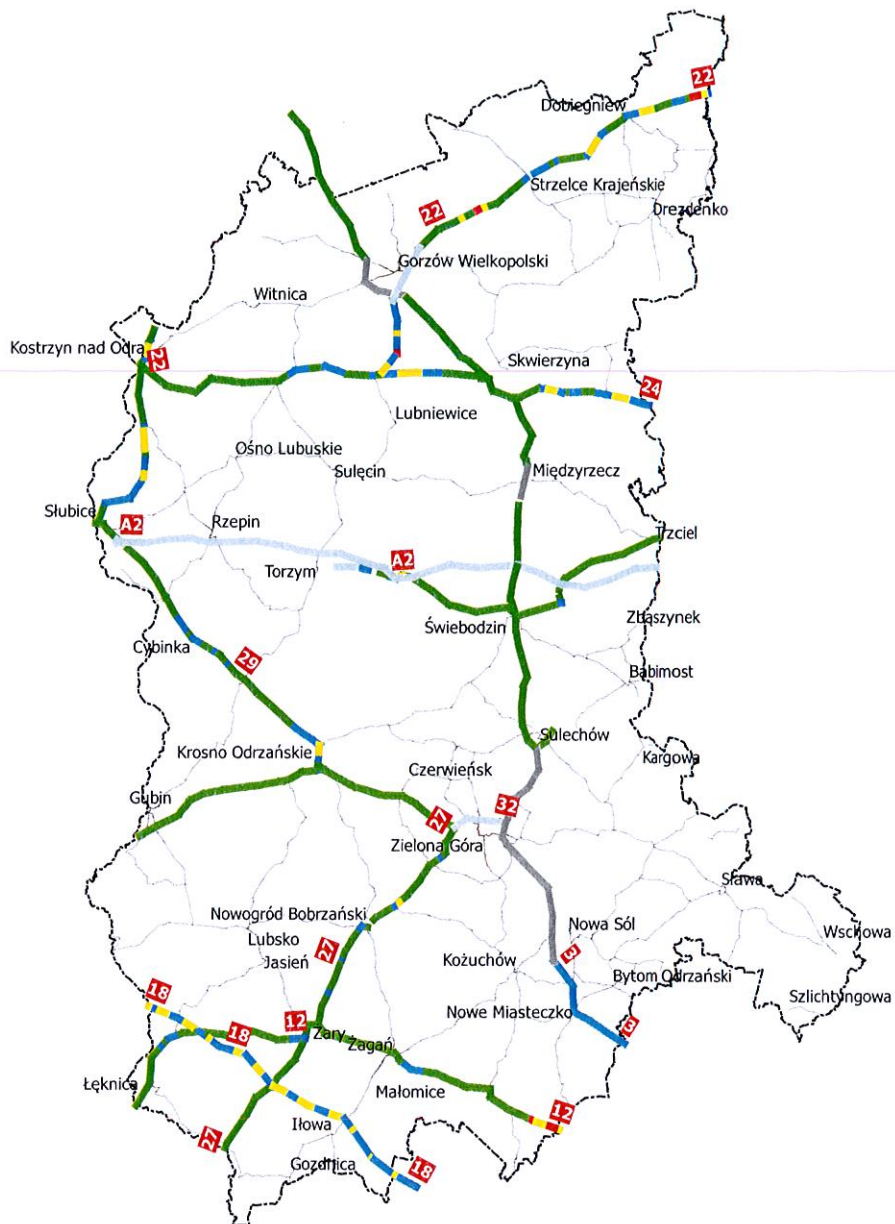 22
Dobiegniew
Strzelce Krajeńskie
22
Drezdenko
Gorzów Wielkopolski
Witnica
Kostrzyn nad Odrą
22
Skwierzyna
24
Lubniewice
Ośno Lubuskie
Sulęcin
Międzyrzecz
Słubice
A2
Rzepin
Trzciel
Torzym
A2
Świebodzin
Zbąszynek
Cybinka
29
Babimost
Sulechów
Krosno Odrzańskie
Kargowa
Czerwieńsk
Gubin
32
27
Zielona Góra
Sława
Nowogród Bobrzański
Nowa Sól
Wschowa
Lubsko
27
Jasień
Kożuchów
3
Bytom Odrzański
Szlichtyngowa
18
Nowe Miasteczko
12
18
Żary
Żagań
3
Łęknica
Małomice
12
Iłowa
27
Gozdnica
18